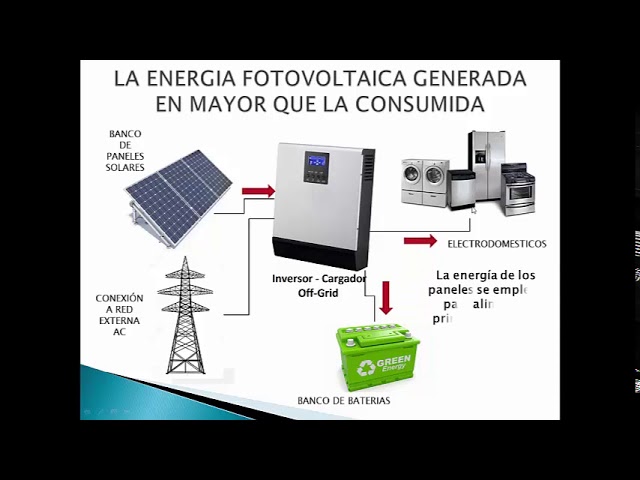 LA ENERGIA FOTOVOLTAICA GENERADA
EN MAYOR QUE LA CONSUMIDA
BANCO
DE
PANELES
SOLARES
ELECTRODOMESTICOS
Inversor - Cargador
Off-Grid
CONEXIÓN
A RED
EXTERNA
AC
La energía de los
paneles se
GREEN
Energy
BANCO DE BATERIAS